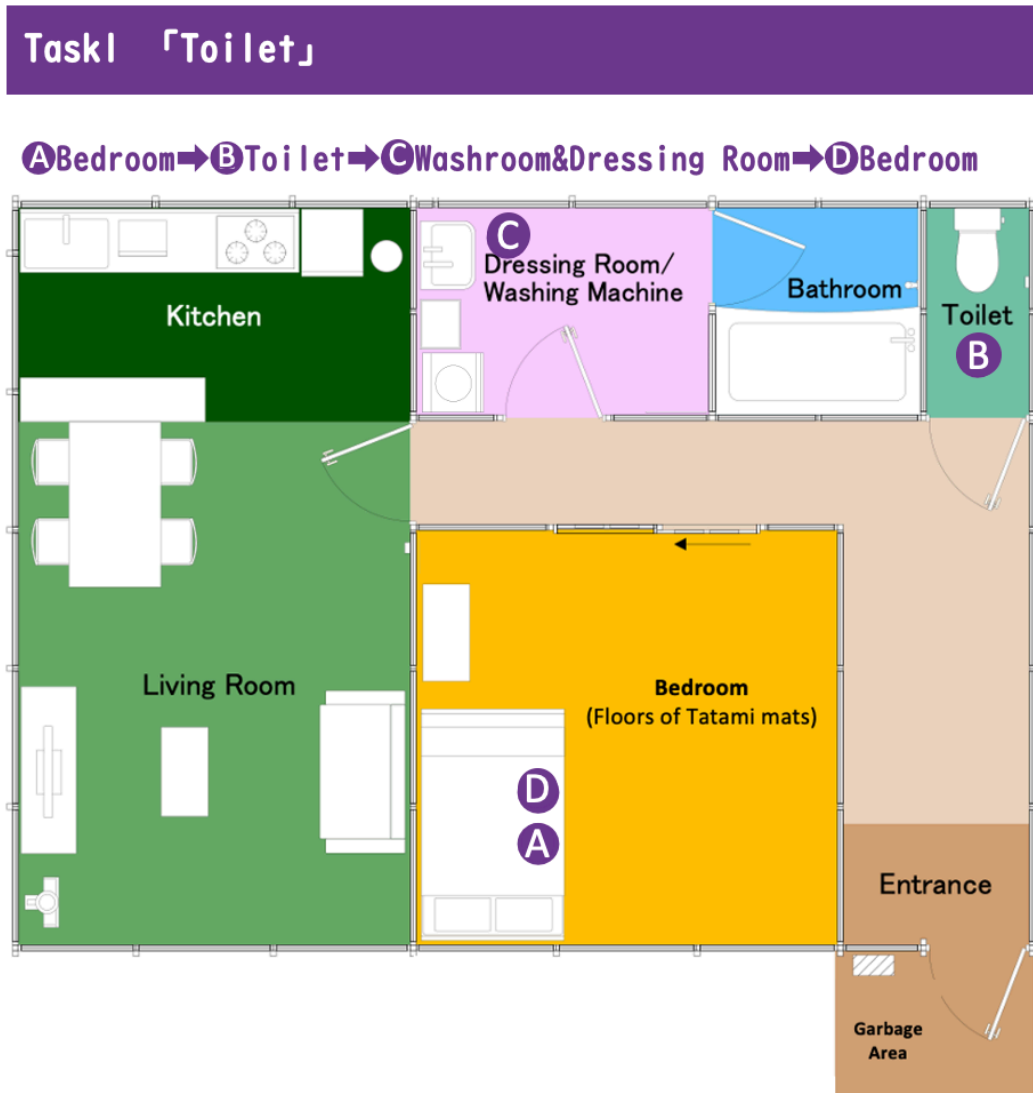 Task1 「Toilet」
ⒶBedroom➡ⒷToilet➡ⒸWashroom&Dressing Room➡ⒹBedroom
C
Dressing Room/
Washing Machine
Kitchen
Bathroom
Toilet
B
Living Room
Bedroom
(Floors of Tatami mats)
D
A
Entrance
Garbage
Area